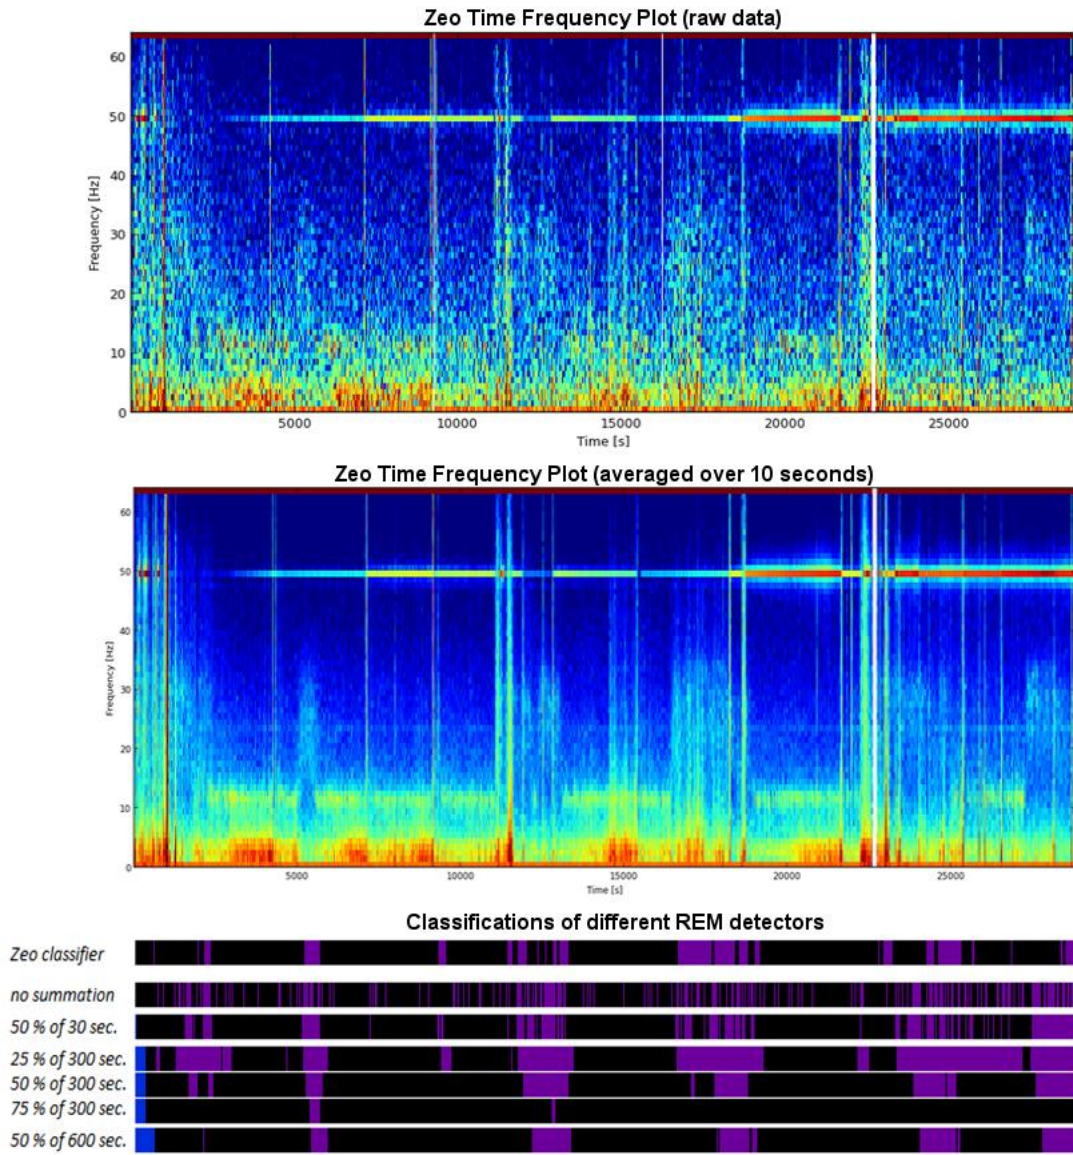 Zeo Time Frequency Plot (raw data)
60
50
40
30
20
10
0
Frequency [Hz]
5000 10000 15000 20000 25000
Time [s]
Zeo Time Frequency Plot (averaged over 10 seconds)
60
50
40
30
20
10
0
Frequency [Hz]
5000 10000 15000 20000 25000
Time [s]
Classifications of different REM detectors
Zeo classifier
no summation
50 % of 30 sec.
25 % of 300 sec.
50 % of 300 sec.
75 % of 300 sec.
50 % of 600 sec.